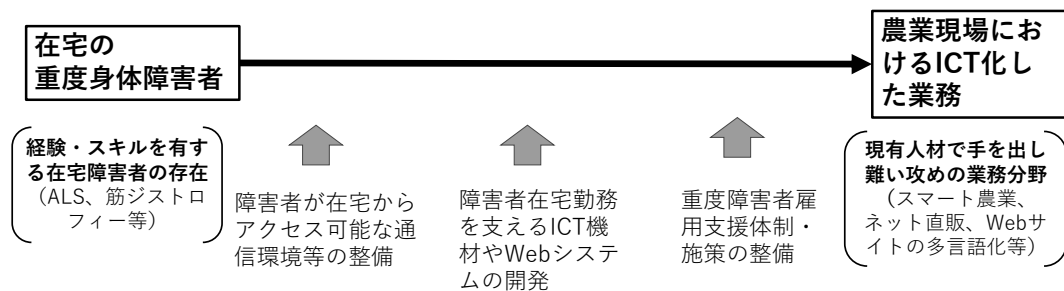 在宅の
重度身体障害者
農業現場にお
けるICT化し
た業務
経験・スキルを有す
る在宅障害者の存在
（ALS、筋ジストロ
フィー等）
障害者が在宅から
アクセス可能な通
信環境等の整備
障害者在宅勤務
を支えるICT機
材やWebシステ
ムの開発
重度障害者雇
用支援体制・
施策の整備
現有人材で手を出し
難い攻めの業務分野
（スマート農業、
ネット直販、Webサ
イトの多言語化等）